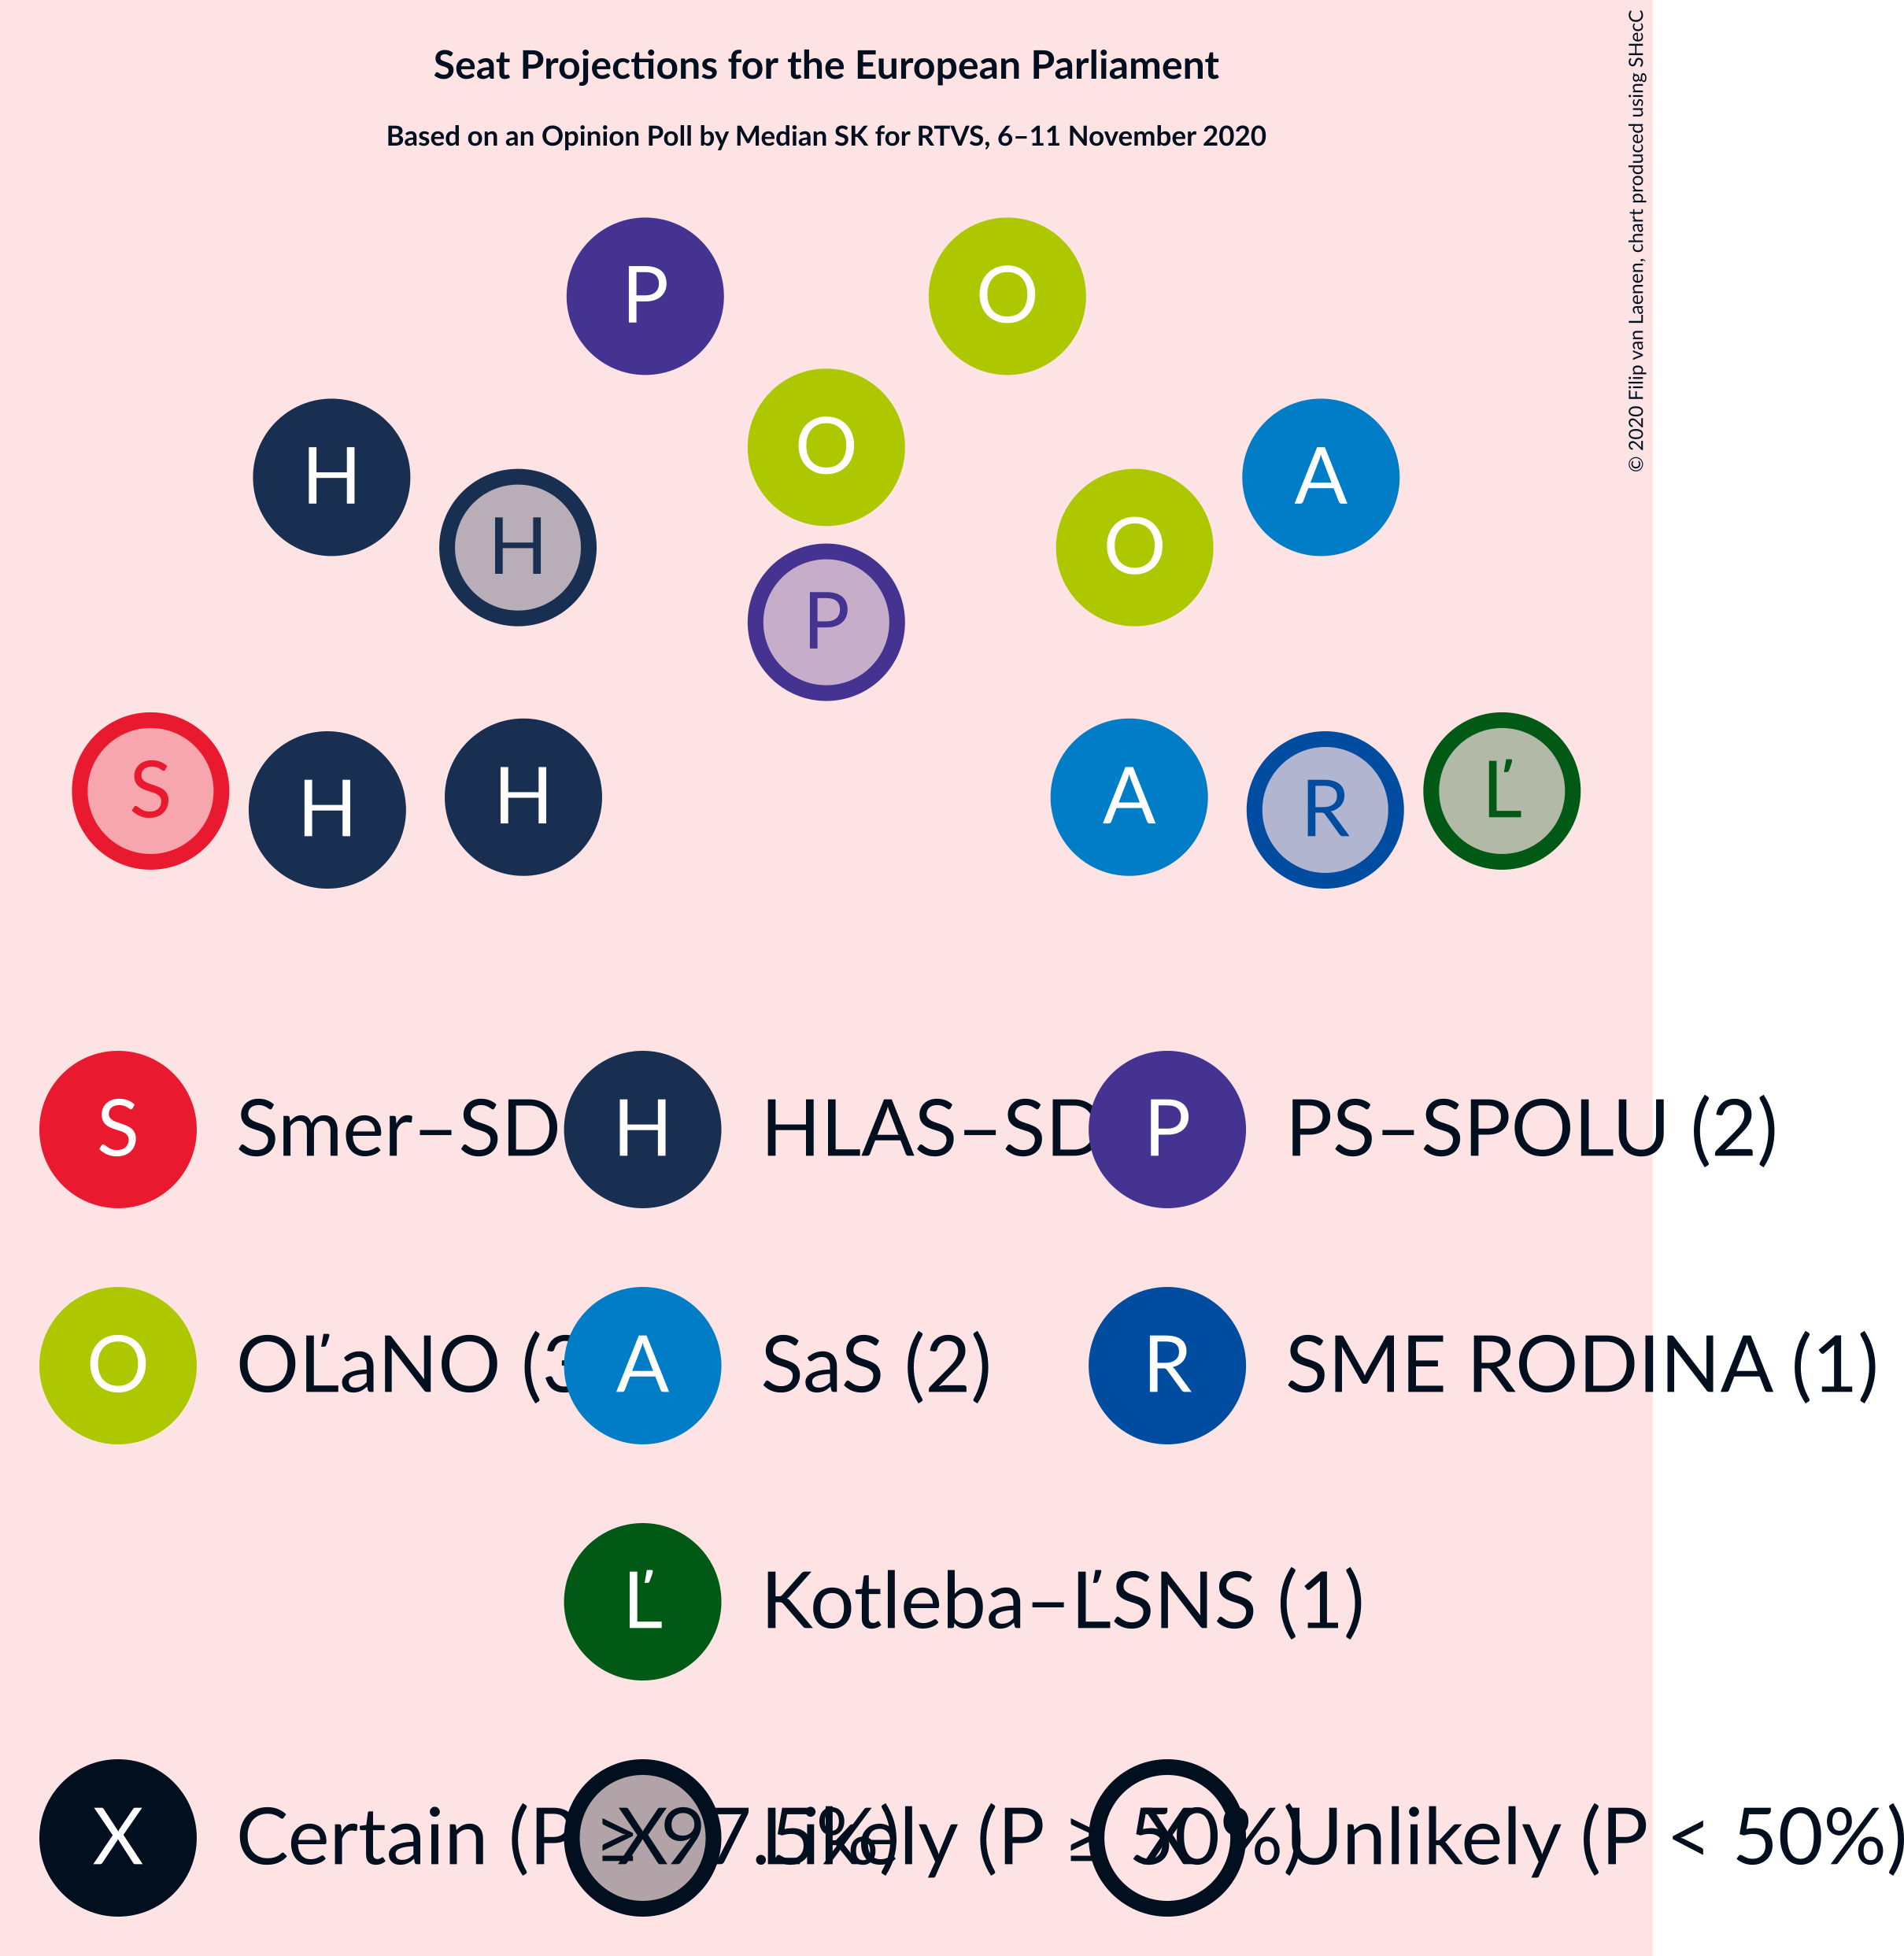 Seat Projections for the European Parliament
Based on an Opinion Poll by Median SK for RTVS, 6–11 November 2020
© 2020 Filip van Laenen, chart produced using SHecC
P O
O
H A
H O
P
S L' R
H H A
S Smer–SD H HLAS–SD P PS–SPOLU (2)
O OĽaNO (3 A SaS (2) R SME RODINA (1)
Ľ Kotleba–ĽSNS (1)
X Certain (P ≥ 97.5%) X Likely (P ≥ 50%) X Unlikely (P < 50%)